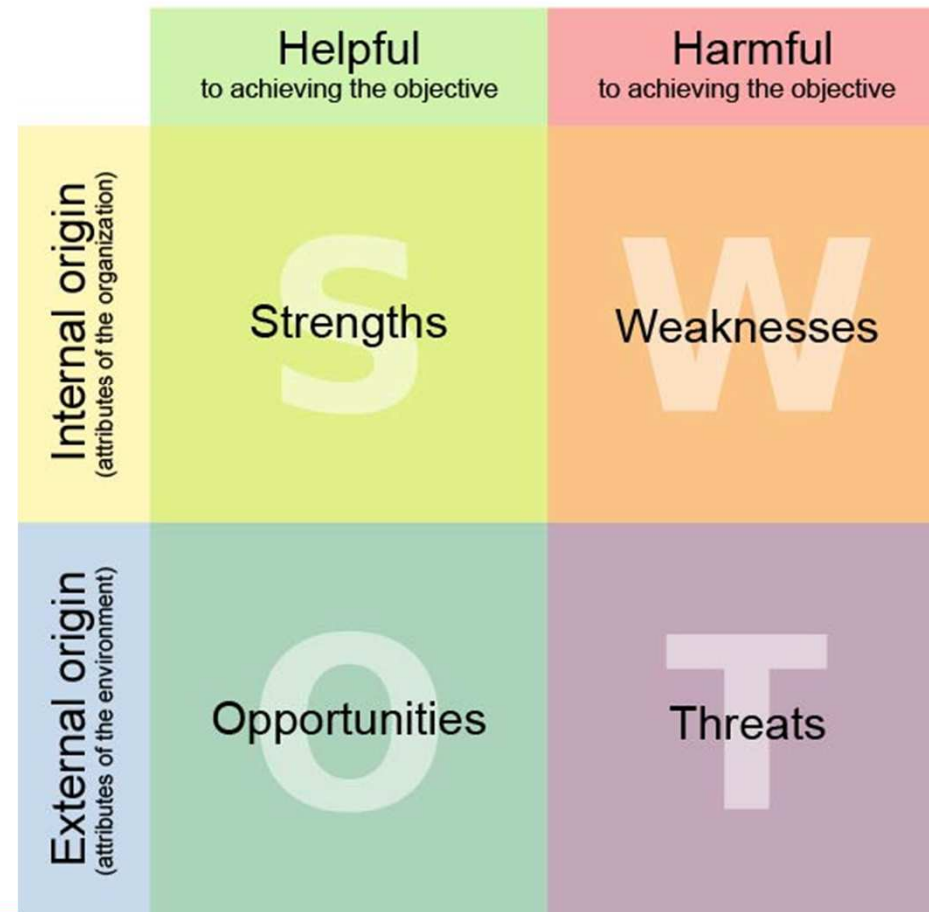 Helpful
to achieving the objective
Harmful
to achieving the objective
Internal origin
(attributes of the organization)
S
Strengths
W
Weaknesses
External origin
(attributes of the environment)
O
Opportunities
T
Threats